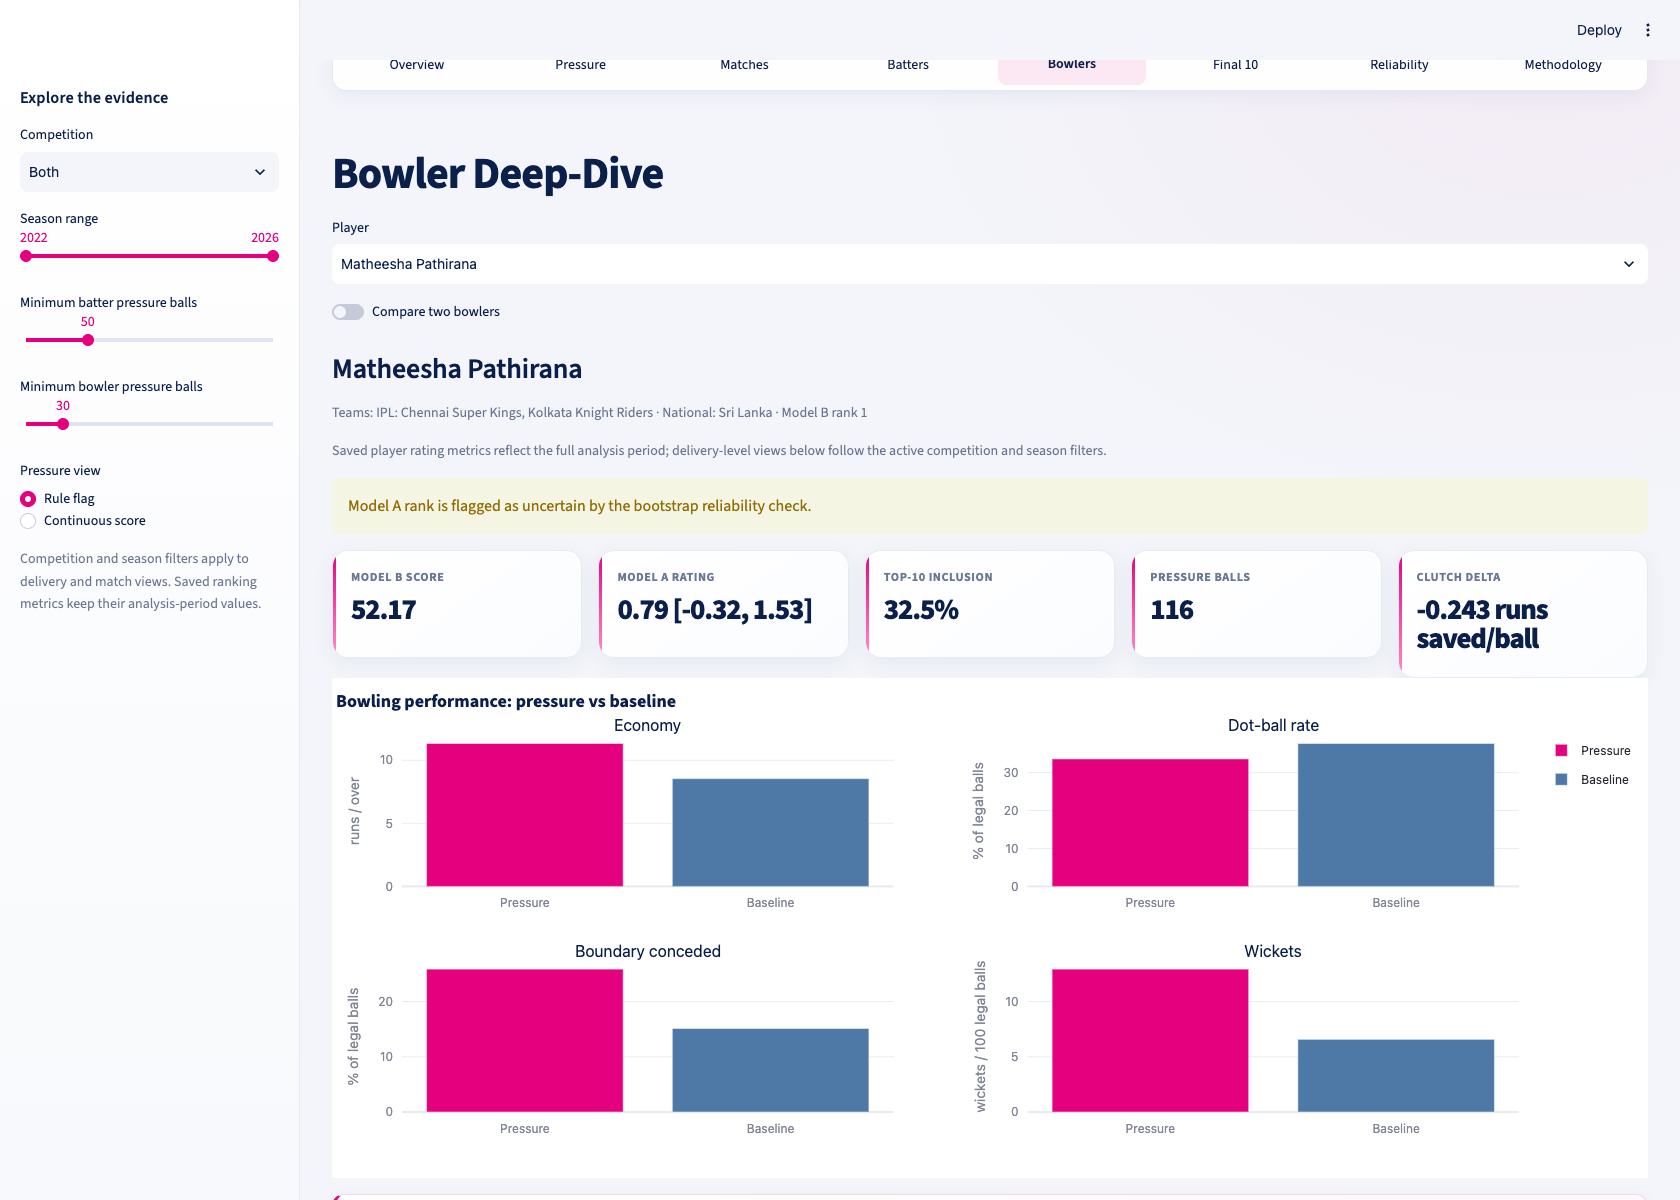 Deploy
Overview
Pressure
Matches
Batters
Bowlers
Final 10
Reliability
Methodology
Explore the evidence
Competition
Both
Season range
2022 2026
Minimum batter pressure balls
50
Minimum bowler pressure balls
30
Pressure view
Rule flag
Continuous score
Competition and season filters apply to
delivery and match views. Saved ranking
metrics keep their analysis-period values.
Bowler Deep-Dive
Player
Matheesha Pathirana
Compare two bowlers
Matheesha Pathirana
Teams: IPL: Chennai Super Kings, Kolkata Knight Riders · National: Sri Lanka · Model B rank 1
Saved player rating metrics reflect the full analysis period; delivery-level views below follow the active competition and season filters.
Model A rank is flagged as uncertain by the bootstrap reliability check.
MODEL B SCORE
52.17
MODEL A RATING
0.79 [-0.32, 1.53]
TOP-10 INCLUSION
32.5%
PRESSURE BALLS
116
CLUTCH DELTA
-0.243 runs
saved/ball
Bowling performance: pressure vs baseline
Economy
runs / over
10
5
0
Pressure
Baseline
Dot-ball rate
% of legal balls
30
20
10
0
Pressure
Baseline
Pressure
Baseline
Boundary conceded
% of legal balls
20
10
0
Pressure
Baseline
Wickets
wickets / 100 legal balls
10
5
0
Pressure
Baseline